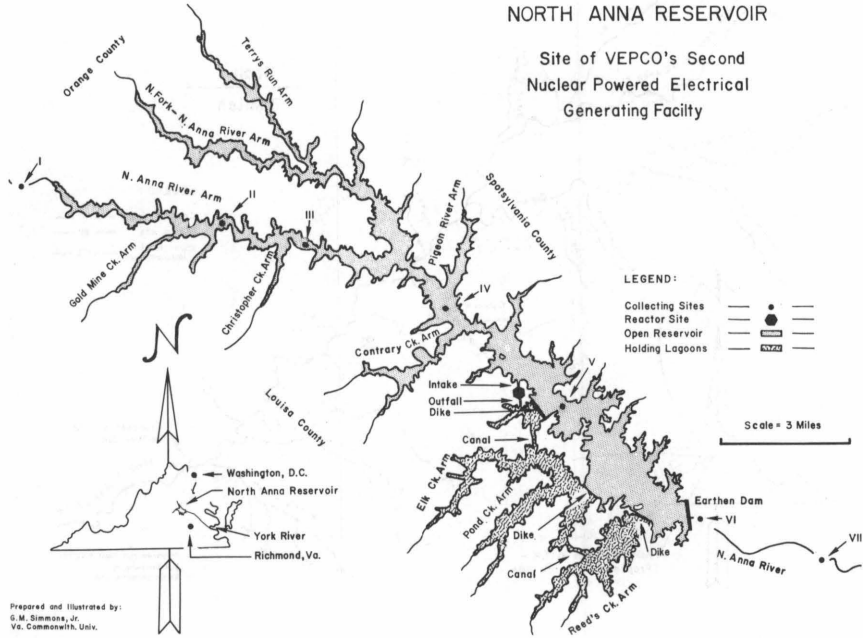 NORTH ANNA RESERVOIR
Site of VEPCO's Second
Nuclear Powered Electrical
Generating Facilty
Orange County
Terrys Run Arm
N. Fork-N. Anna River Arm
I
N. Anna River Arm
II
III
Gold Mine Ck. Arm
Christopher Ck. Arm
Pigeon River Arm
Spotsylvania County
IV
Contrary Ck. Arm
Louisa County
LEGEND:
Collecting Sites
Reactor Site
Open Reservoir
Holding Lagoons
V
Intake
Outfall
Dike
Canal
Scale = 3 Miles
N
Elk Ck. Arm
Pond Ck. Arm
Dike
Canal
Reed's Ck. Arm
Dike
Earthen Dam
VI
VII
N. Anna River
Washington, D.C.
North Anna Reservoir
York River
Richmond, Va.
Prepared and Illustrated by:
G.M. Simmons, Jr.
Va. Commonwlth. Univ.